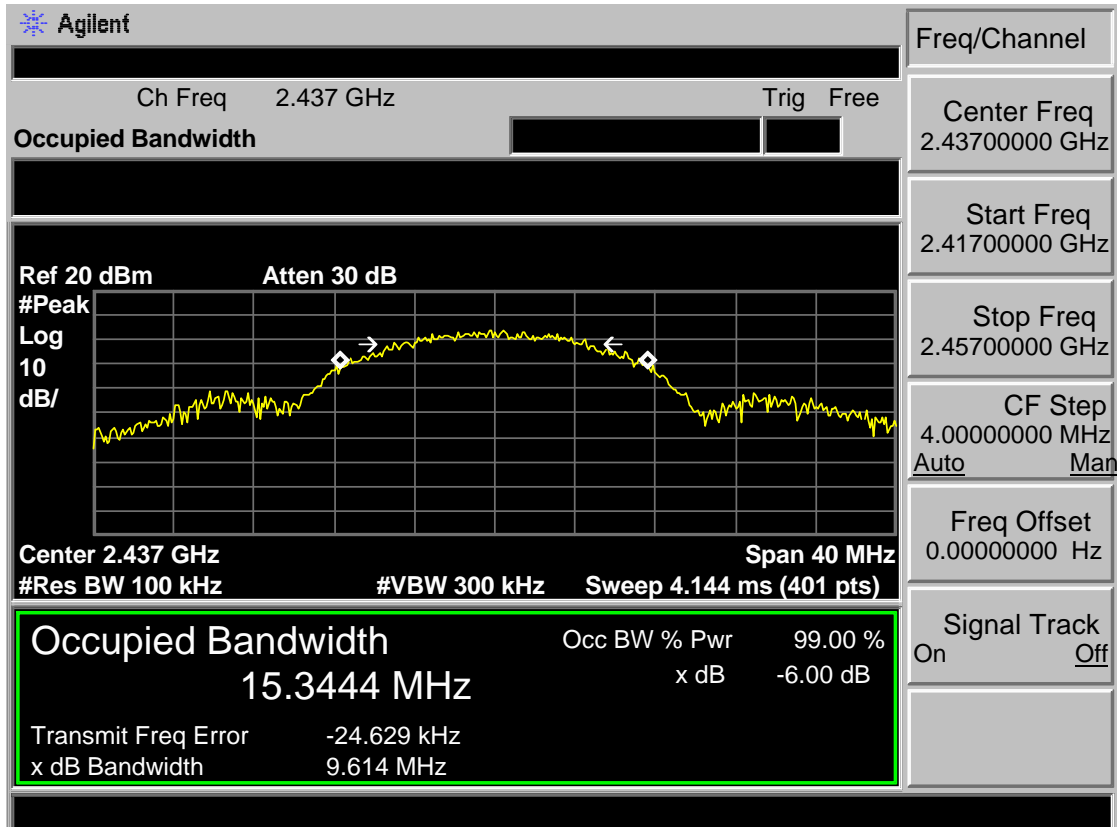 Agilent
Ch Freq 2.437 GHz Trig Free
Occupied Bandwidth
Ref 20 dBm Atten 30 dB
#Peak
Log
10
dB/
Center 2.437 GHz Span 40 MHz
#Res BW 100 kHz #VBW 300 kHz Sweep 4.144 ms (401 pts)
Occupied Bandwidth Occ BW % Pwr 99.00 %
15.3444 MHz x dB -6.00 dB
Transmit Freq Error -24.629 kHz
x dB Bandwidth 9.614 MHz
Freq/Channel
Center Freq
2.43700000 GHz
Start Freq
2.41700000 GHz
Stop Freq
2.45700000 GHz
CF Step
4.00000000 MHz
Auto Man
Freq Offset
0.00000000 Hz
Signal Track
On Off